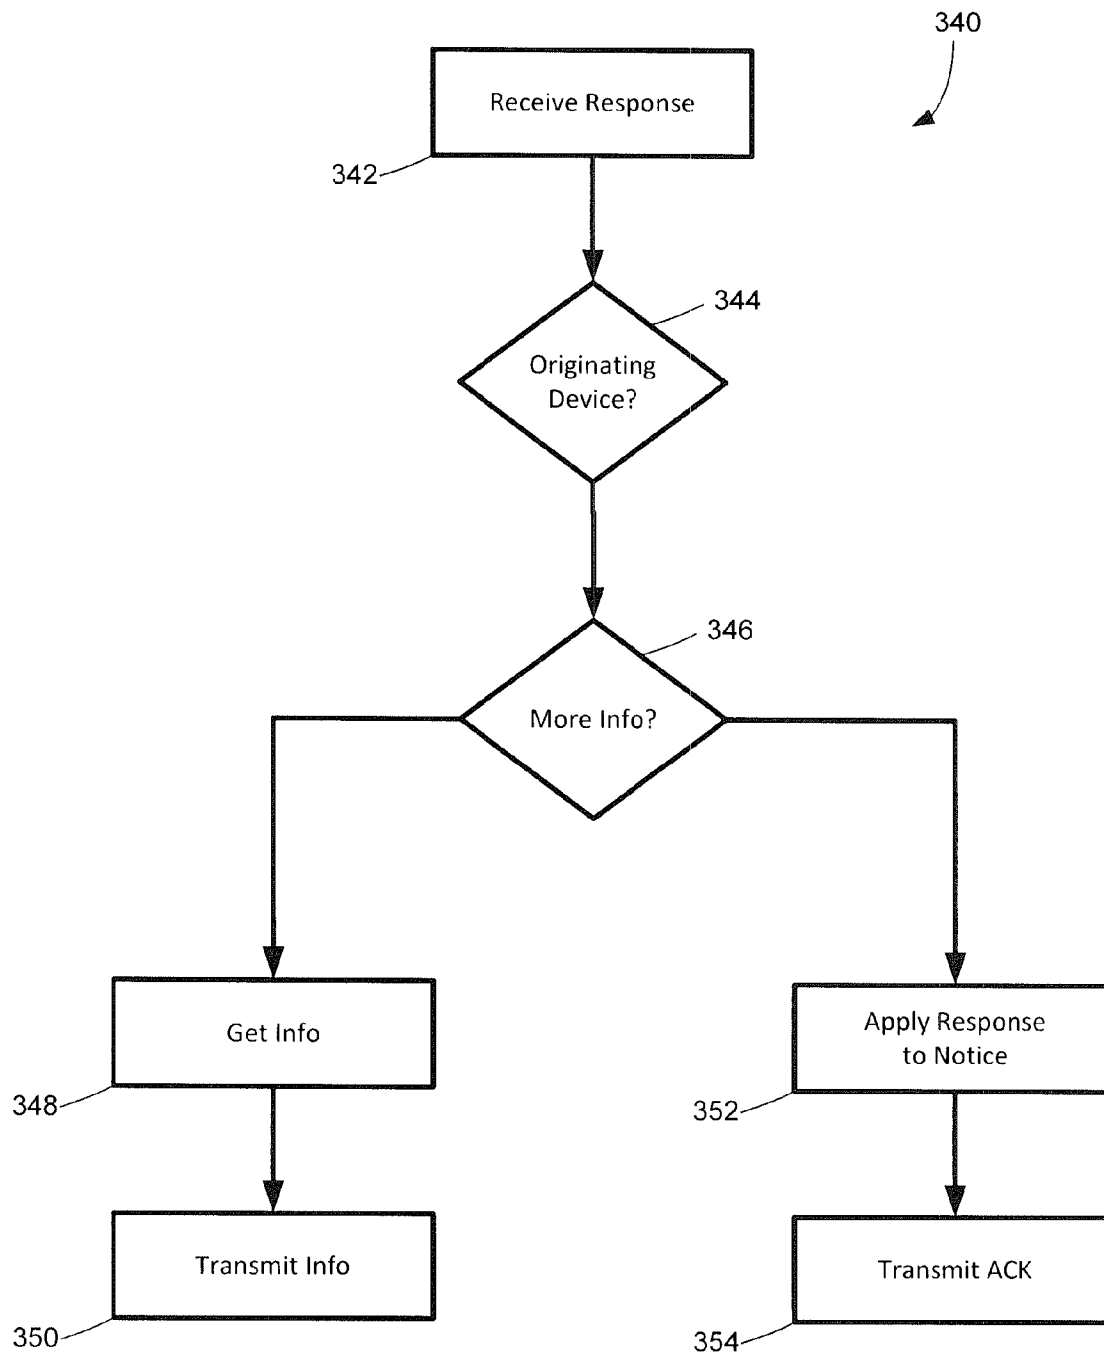 340
Receive Response
342
344
Originating
Device?
346
More Info?
Get Info
348
Apply Response
to Notice
352
Transmit Info
350
Transmit ACK
354